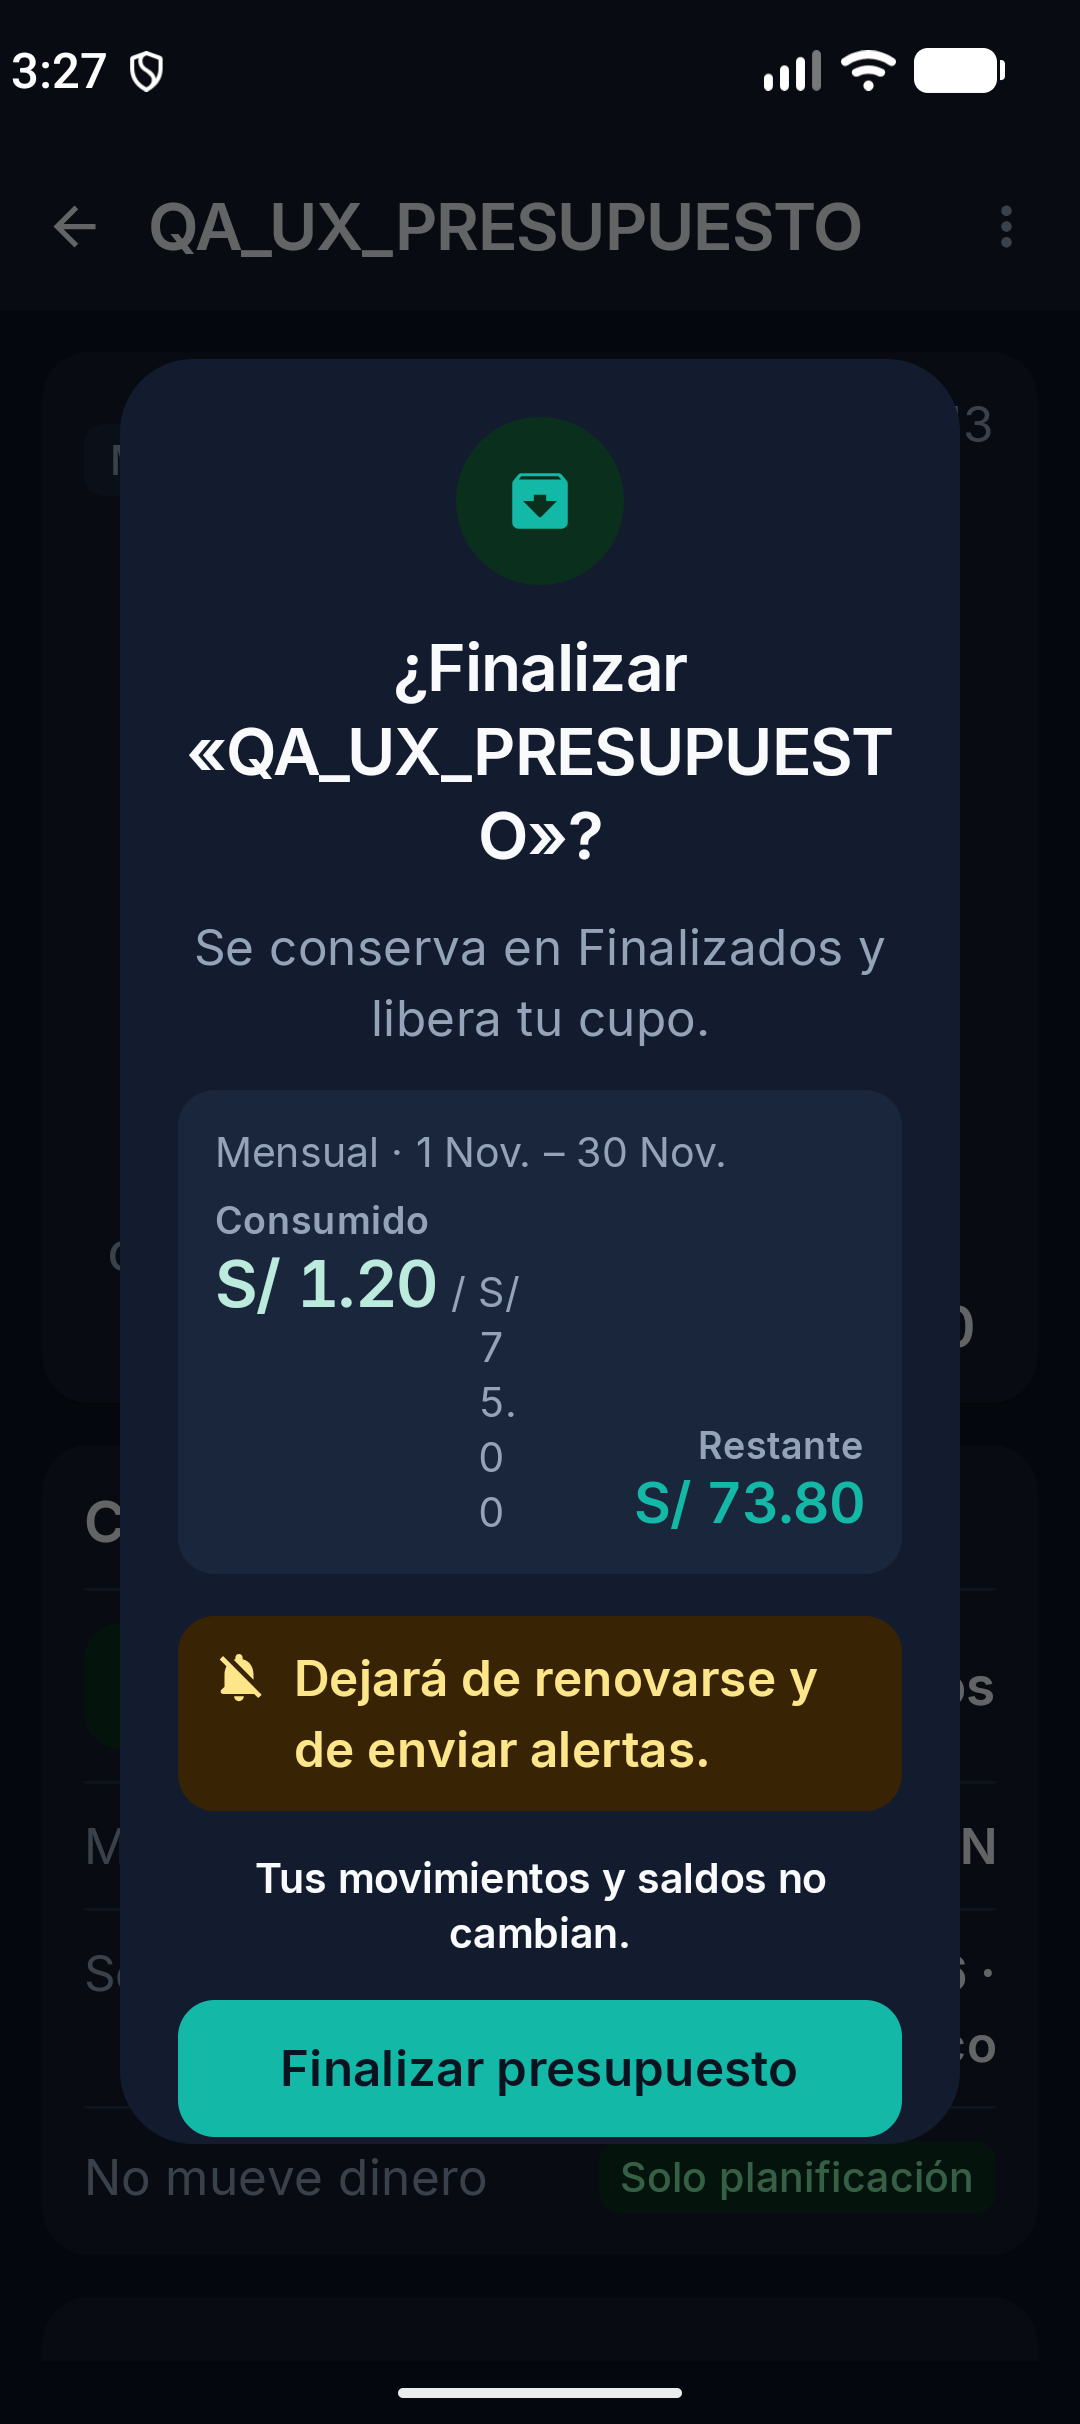 3:27
QA_UX_PRESUPUESTO
¿Finalizar
«QA_UX_PRESUPUEST
O»?
Se conserva en Finalizados y
libera tu cupo.
Mensual · 1 Nov. – 30 Nov.
Consumido
S/ 1.20 / S/
7
5.
0
0
Restante
S/ 73.80
Dejará de renovarse y
de enviar alertas.
Tus movimientos y saldos no
cambian.
Finalizar presupuesto
No mueve dinero
Solo planificación